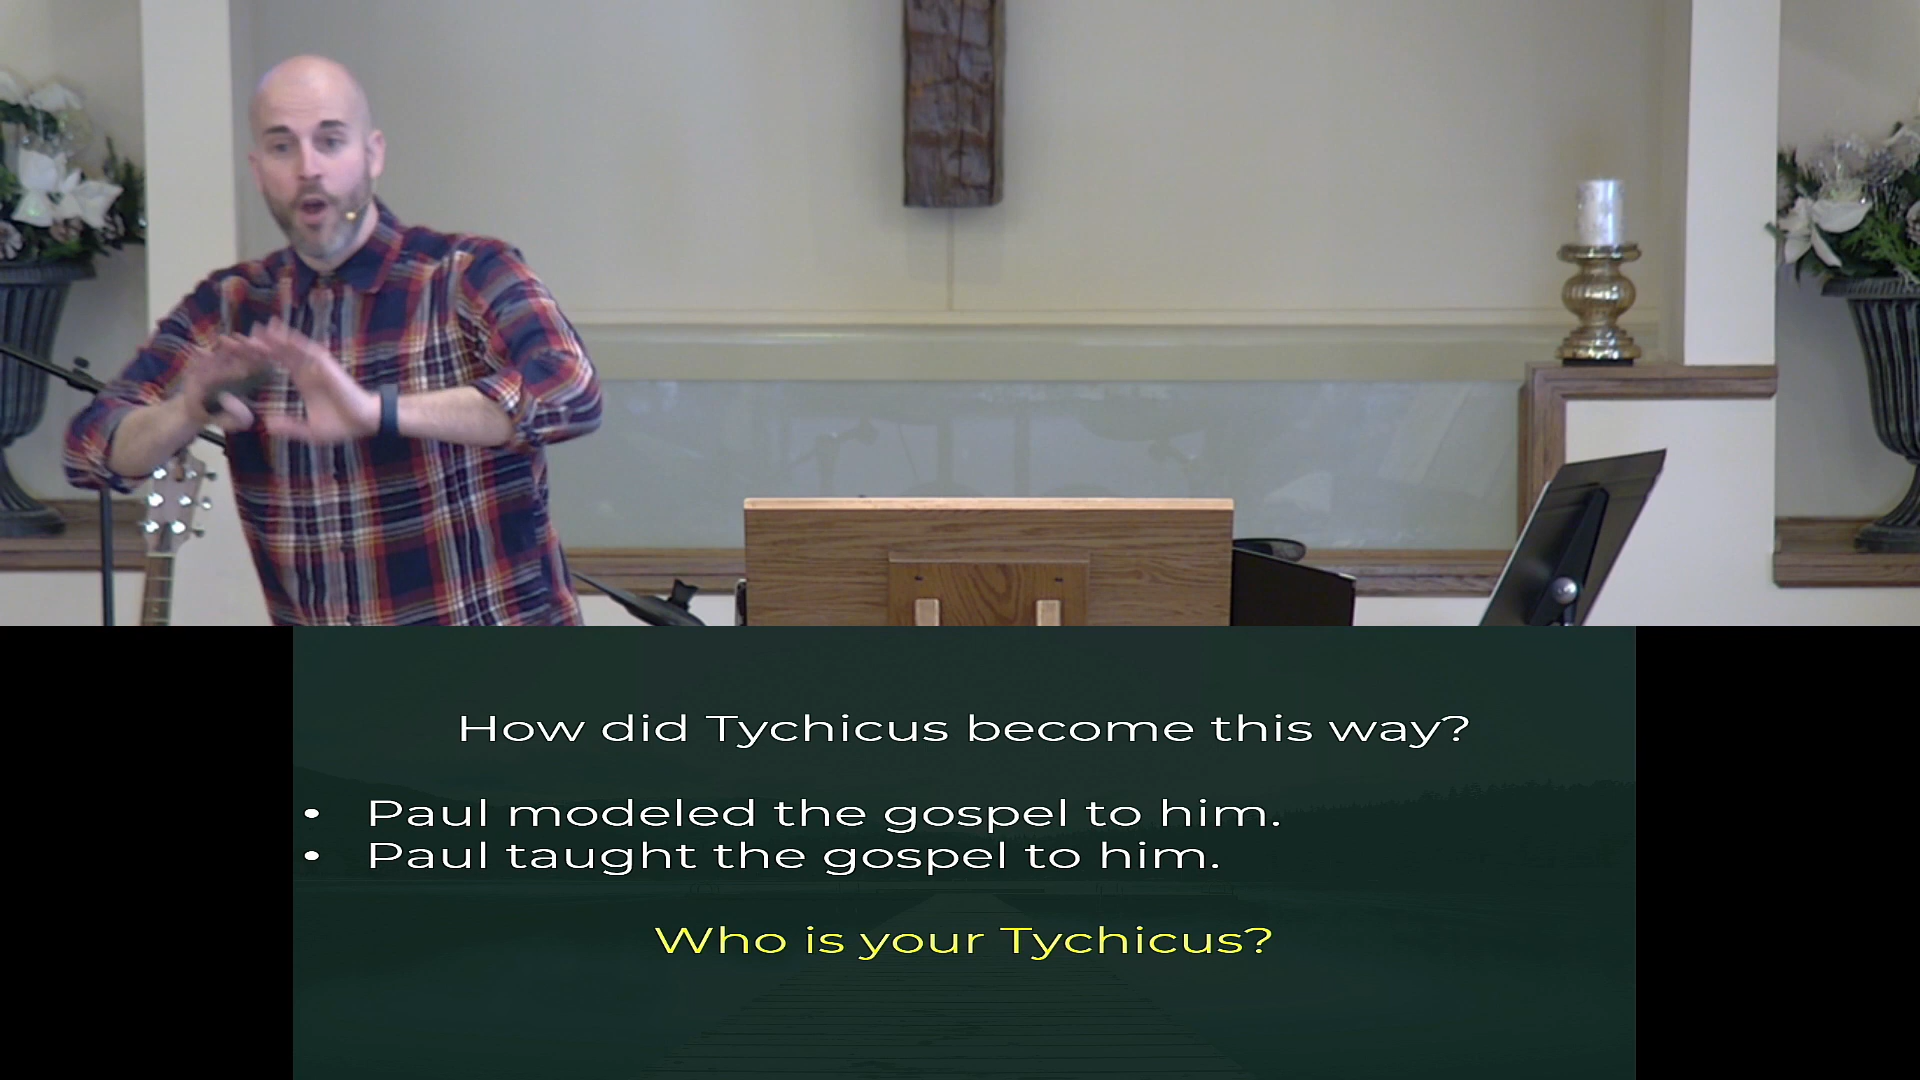 How did Tychicus become this way?
• Paul modeled the gospel to him.
• Paul taught the gospel to him.
Who is your Tychicus?